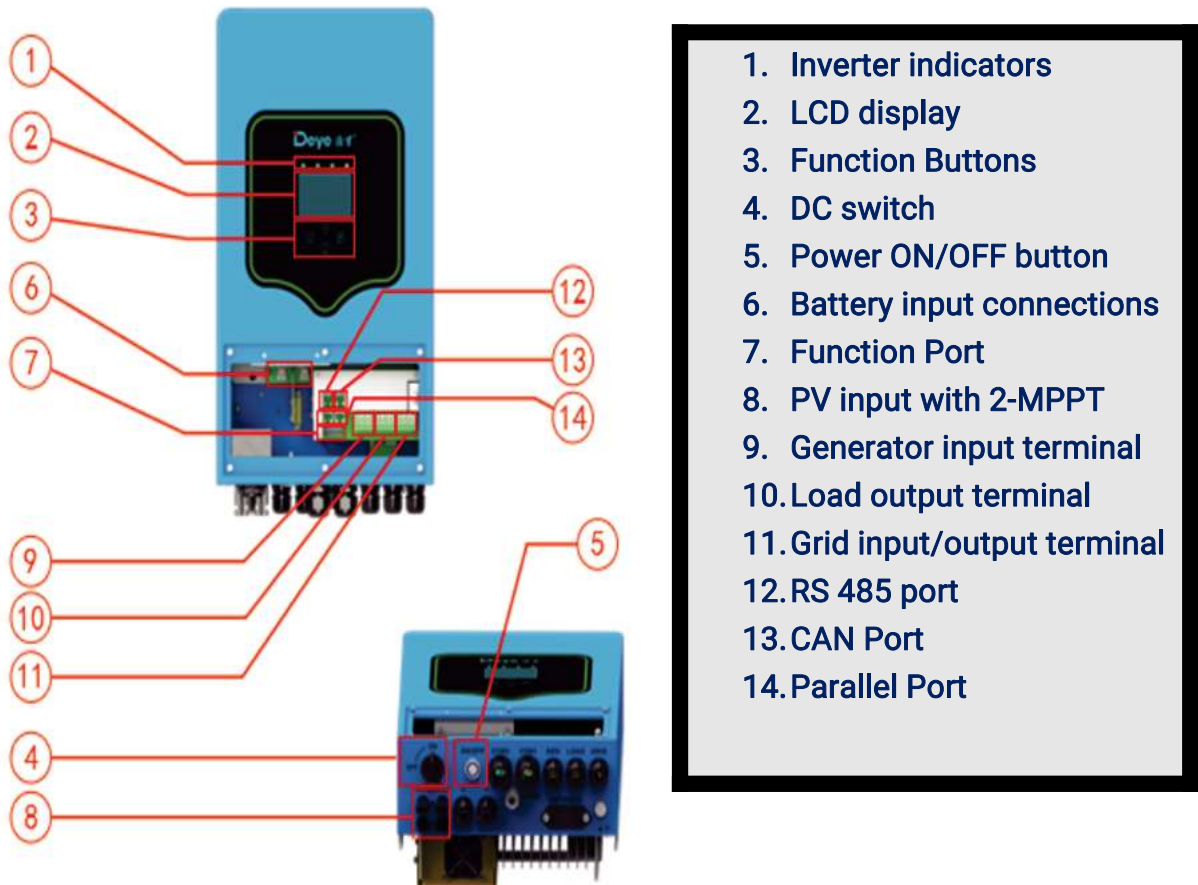 1
2
3
6
7
12
13
14
9
10
11
5
4
8
Deye
ON/OFF
1. Inverter indicators
2. LCD display
3. Function Buttons
4. DC switch
5. Power ON/OFF button
6. Battery input connections
7. Function Port
8. PV input with 2-MPPT
9. Generator input terminal
10. Load output terminal
11. Grid input/output terminal
12. RS 485 port
13. CAN Port
14. Parallel Port